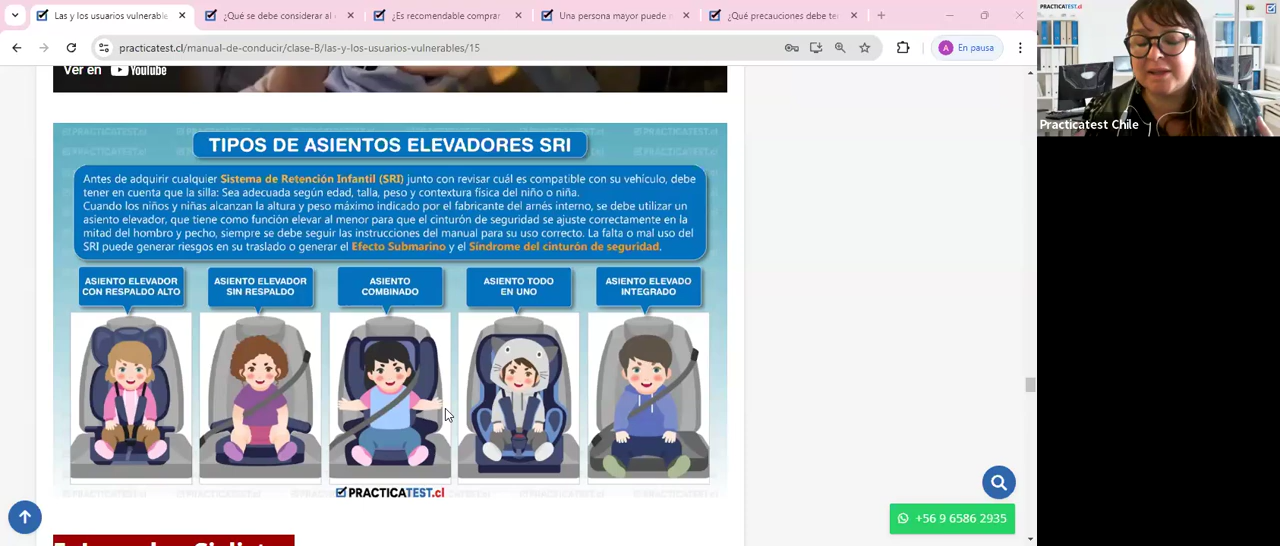 Las y los usuarios vulnerable
¿Qué se debe considerar al c
¿Es recomendable comprar
Una persona mayor puede n
¿Qué precauciones debe ten
practicatest.cl/manual-de-conducir/clase-B/las-y-los-usuarios-vulnerables/15
A
En pausa
PRACTICATEST.cl
Practicatest Chile
Ver en YouTube
TIPOS DE ASIENTOS ELEVADORES SRI
Antes de adquirir cualquier Sistema de Retención Infantil (SRI) junto con revisar cuál es compatible con su vehículo, debe
tener en cuenta que la silla: Sea adecuada según edad, talla, peso y contextura física del niño o niña.
Cuando los niños y niñas alcanzan la altura y peso máximo indicado por el fabricante del arnés interno, se debe utilizar un
asiento elevador, que tiene como función elevar al menor para que el cinturón de seguridad se ajuste correctamente en la
mitad del hombro y pecho, siempre se debe seguir las instrucciones del manual para su uso correcto. La falta o mal uso del
SRI puede generar riesgos en su traslado o generar el Efecto Submarino y el Síndrome del cinturón de seguridad.
ASIENTO ELEVADOR
CON RESPALDO ALTO
ASIENTO ELEVADOR
SIN RESPALDO
ASIENTO
COMBINADO
ASIENTO TODO
EN UNO
ASIENTO ELEVADO
INTEGRADO
PRACTICATEST.cl
+56 9 6586 2935